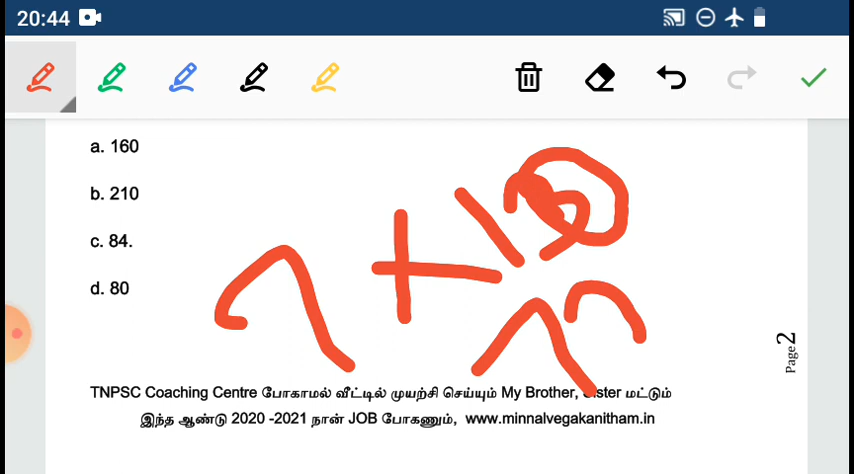 20:44
a. 160
b. 210
c. 84.
d. 80
Page 2
TNPSC Coaching Centre போகாமல் வீட்டில் முயற்சி செய்யும் My Brother, Sister மட்டும்
இந்த ஆண்டு 2020 -2021 நான் JOB போகணும், www.minnalvegakanitham.in